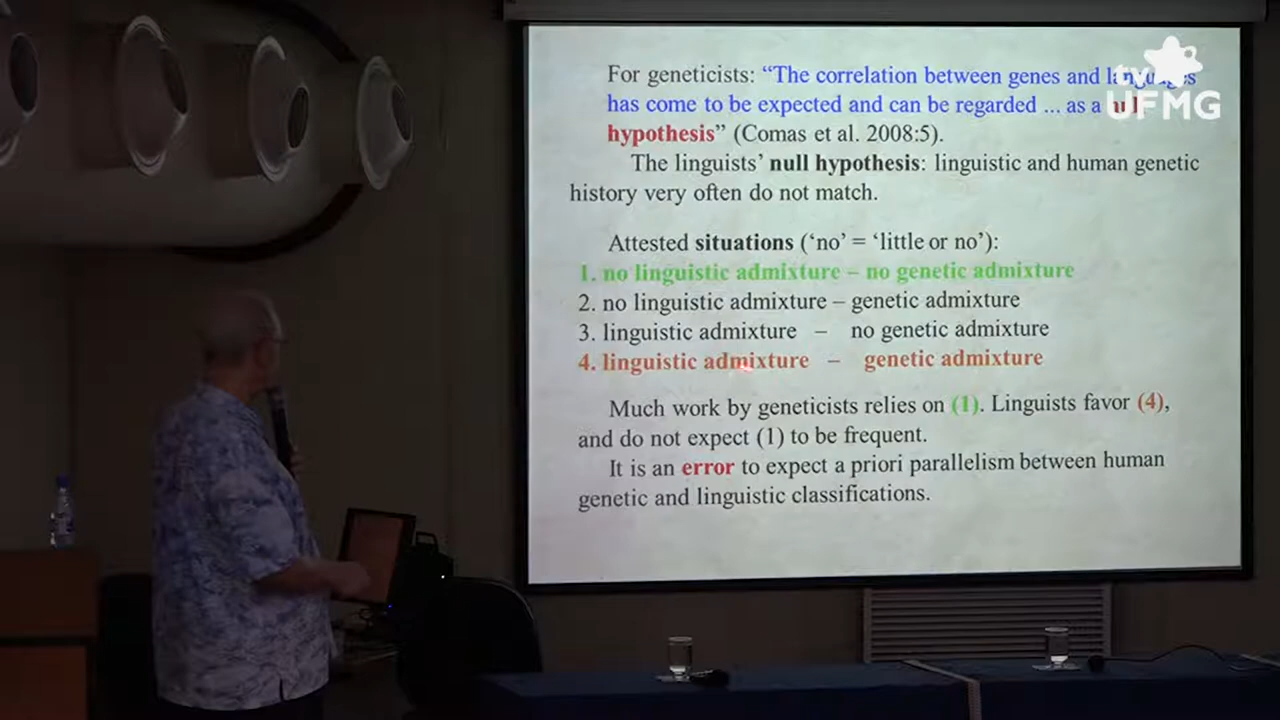 For geneticists: “The correlation between genes and languages
has come to be expected and can be regarded ... as a null
hypothesis” (Comas et al. 2008:5).
The linguists’ null hypothesis: linguistic and human genetic
history very often do not match.
Attested situations (‘no’ = ‘little or no’):
1. no linguistic admixture – no genetic admixture
2. no linguistic admixture – genetic admixture
3. linguistic admixture – no genetic admixture
4. linguistic admixture – genetic admixture
Much work by geneticists relies on (1). Linguists favor (4),
and do not expect (1) to be frequent.
It is an error to expect a priori parallelism between human
genetic and linguistic classifications.
tv
UFMG